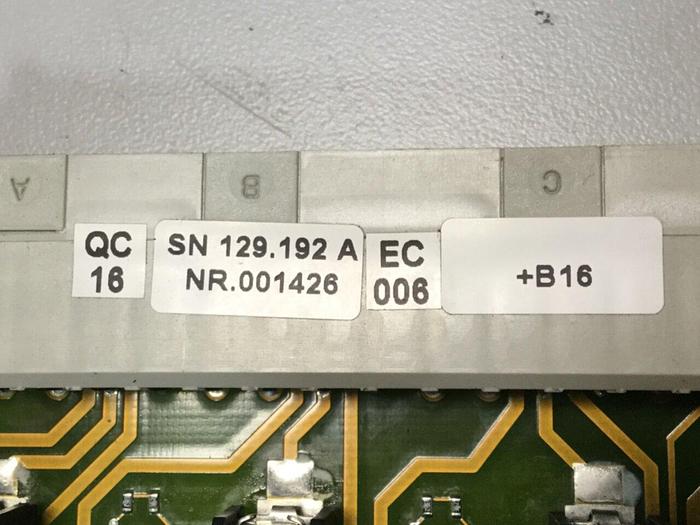 A B C
QC
16
SN 129.192 A
NR.001426
EC
006
+B16